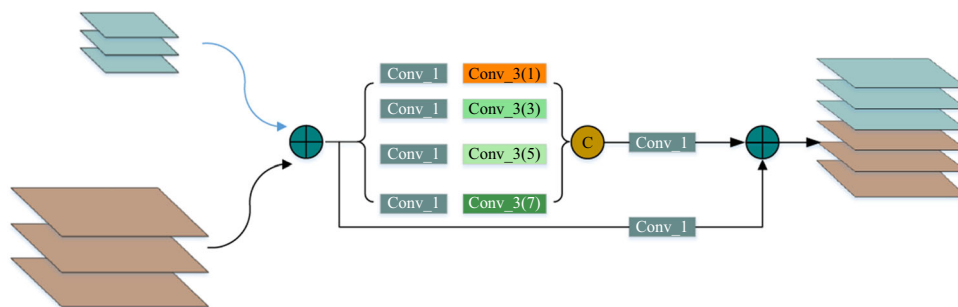 Conv_1 Conv_3(1)
Conv_1 Conv_3(3)
Conv_1 Conv_3(5)
Conv_1 Conv_3(7)
C
Conv_1
Conv_1